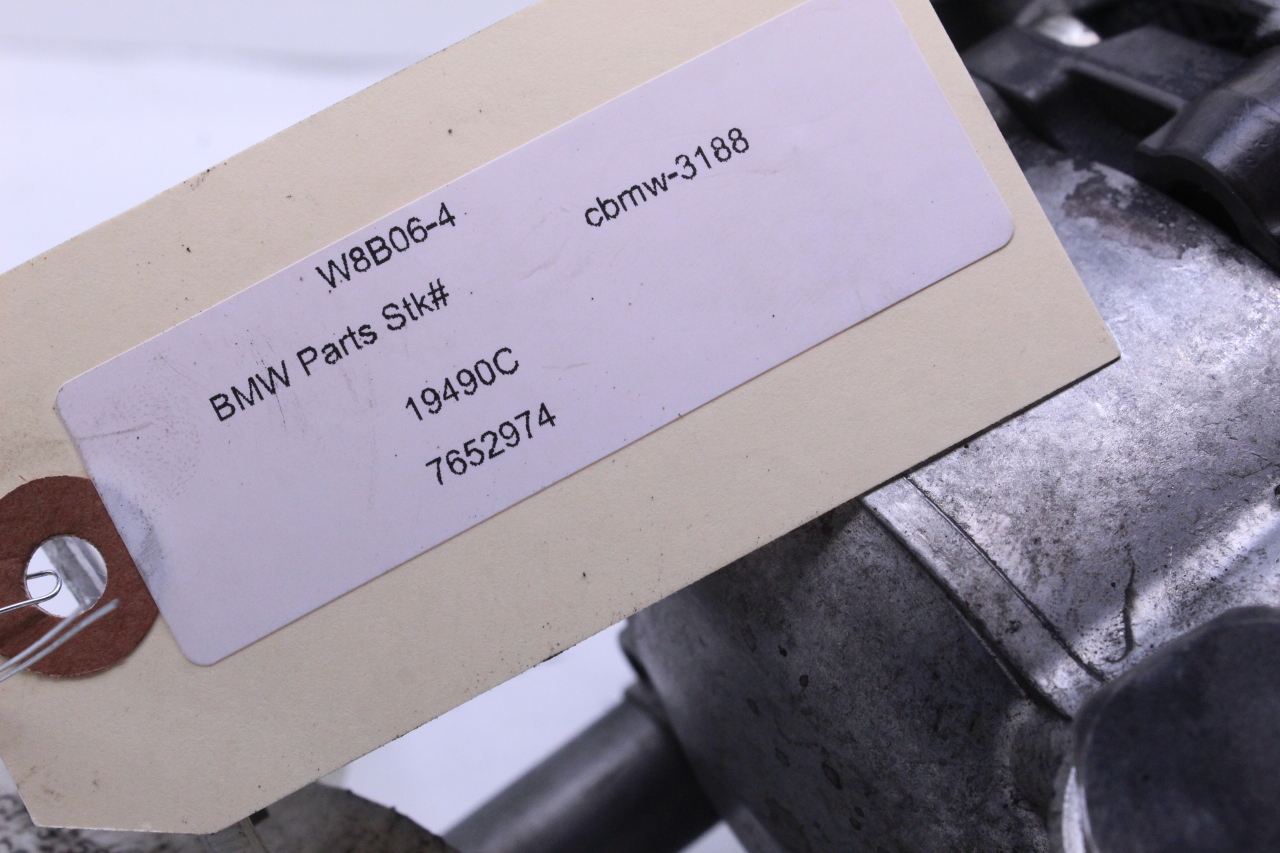 W8B06-4 cbmw-3188
BMW Parts Stk#
19490C
7652974